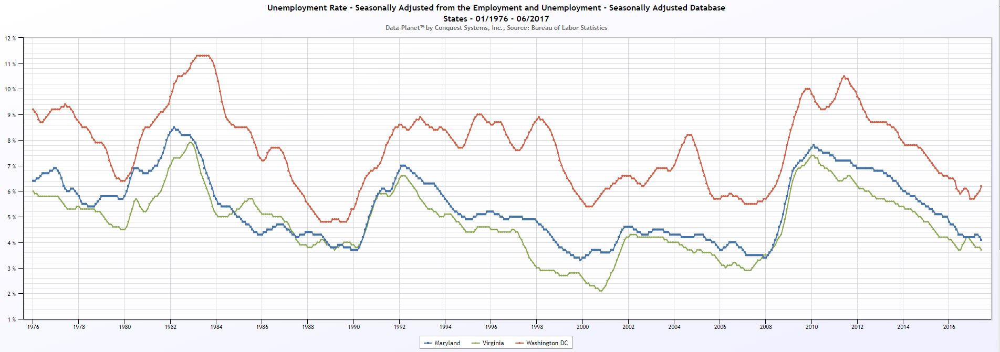 Unemployment Rate - Seasonally Adjusted from the Employment and Unemployment - Seasonally Adjusted Database
States - 01/1976 - 06/2017
Data-Planet™ by Conquest Systems, Inc., Source: Bureau of Labor Statistics
12 %
11 %
10 %
9 %
8 %
7 %
6 %
5 %
4 %
3 %
2 %
1 %
1976 1978 1980 1982 1984 1986 1988 1990 1992 1994 1996 1998 2000 2002 2004 2006 2008 2010 2012 2014 2016
Maryland Virginia Washington DC